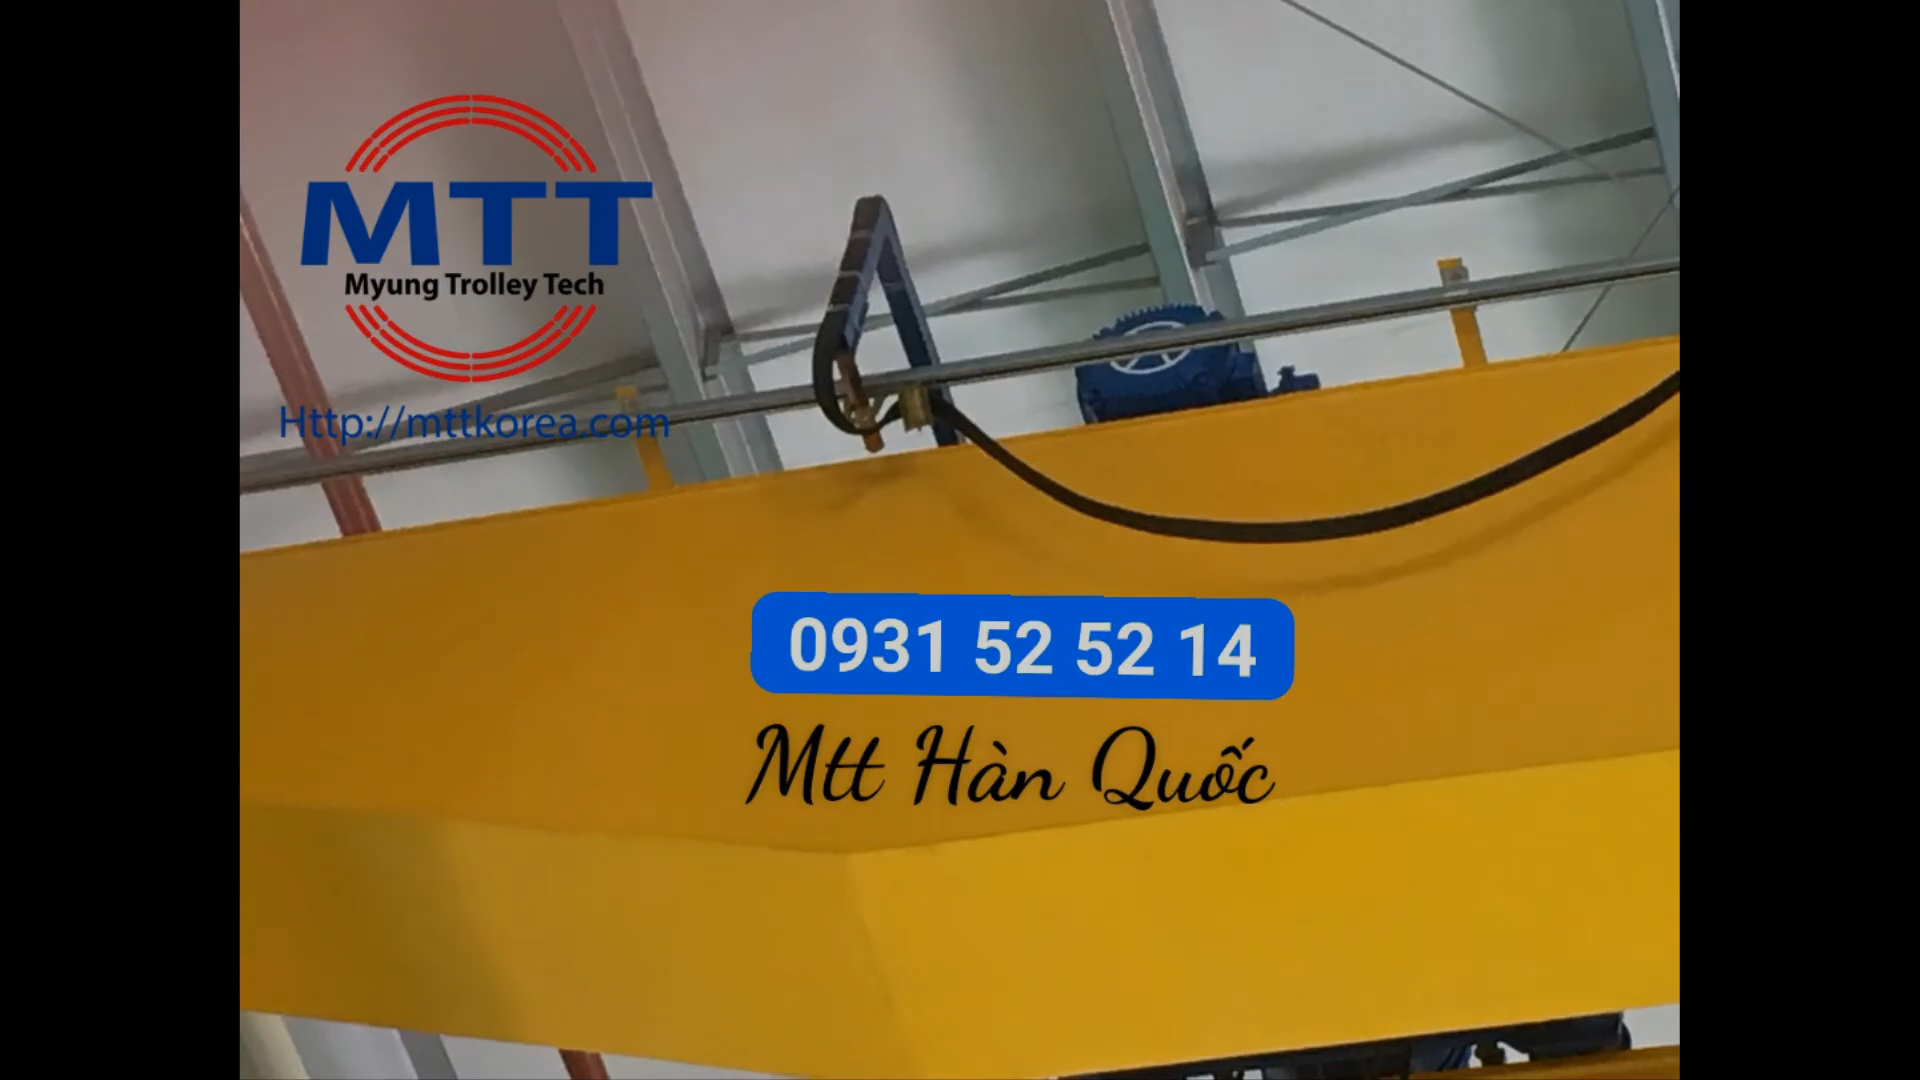 MTT
Myung Trolley Tech
Http://mttkorea.com
0931 52 52 14
Mtt Hàn Quốc